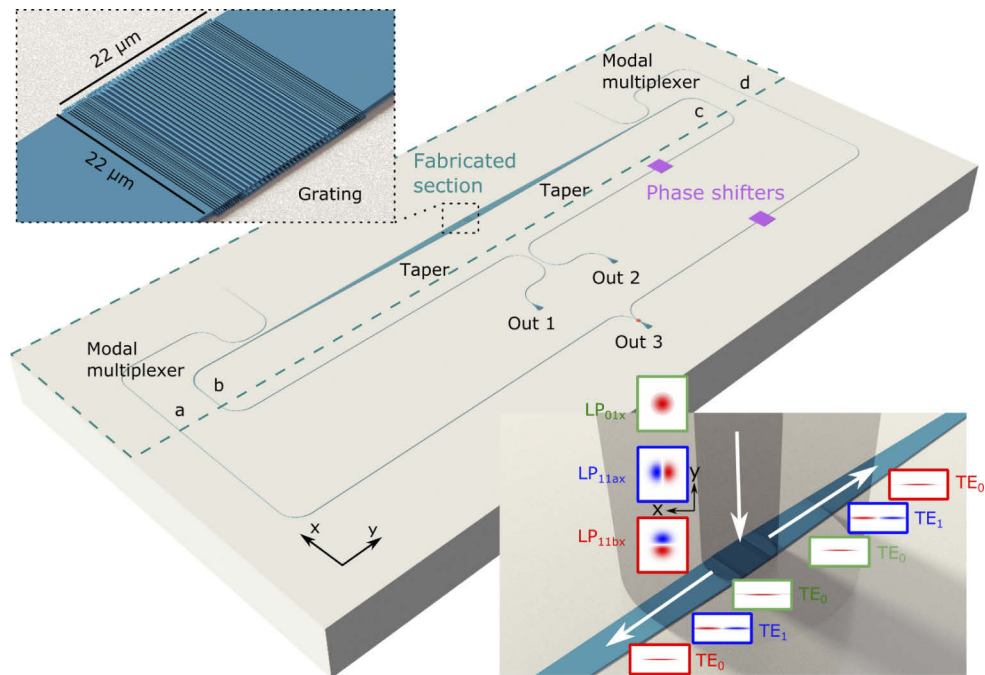 22 μm
22 μm
Grating
Fabricated
section
Taper
Taper
Modal
multiplexer
d
c
Phase shifters
Out 2
Out 1
Out 3
Modal
multiplexer
b
a
x
y
LP01x
LP11ax
LP11bx
y
x
TE0
TE1
TE0
TE0
TE1
TE0